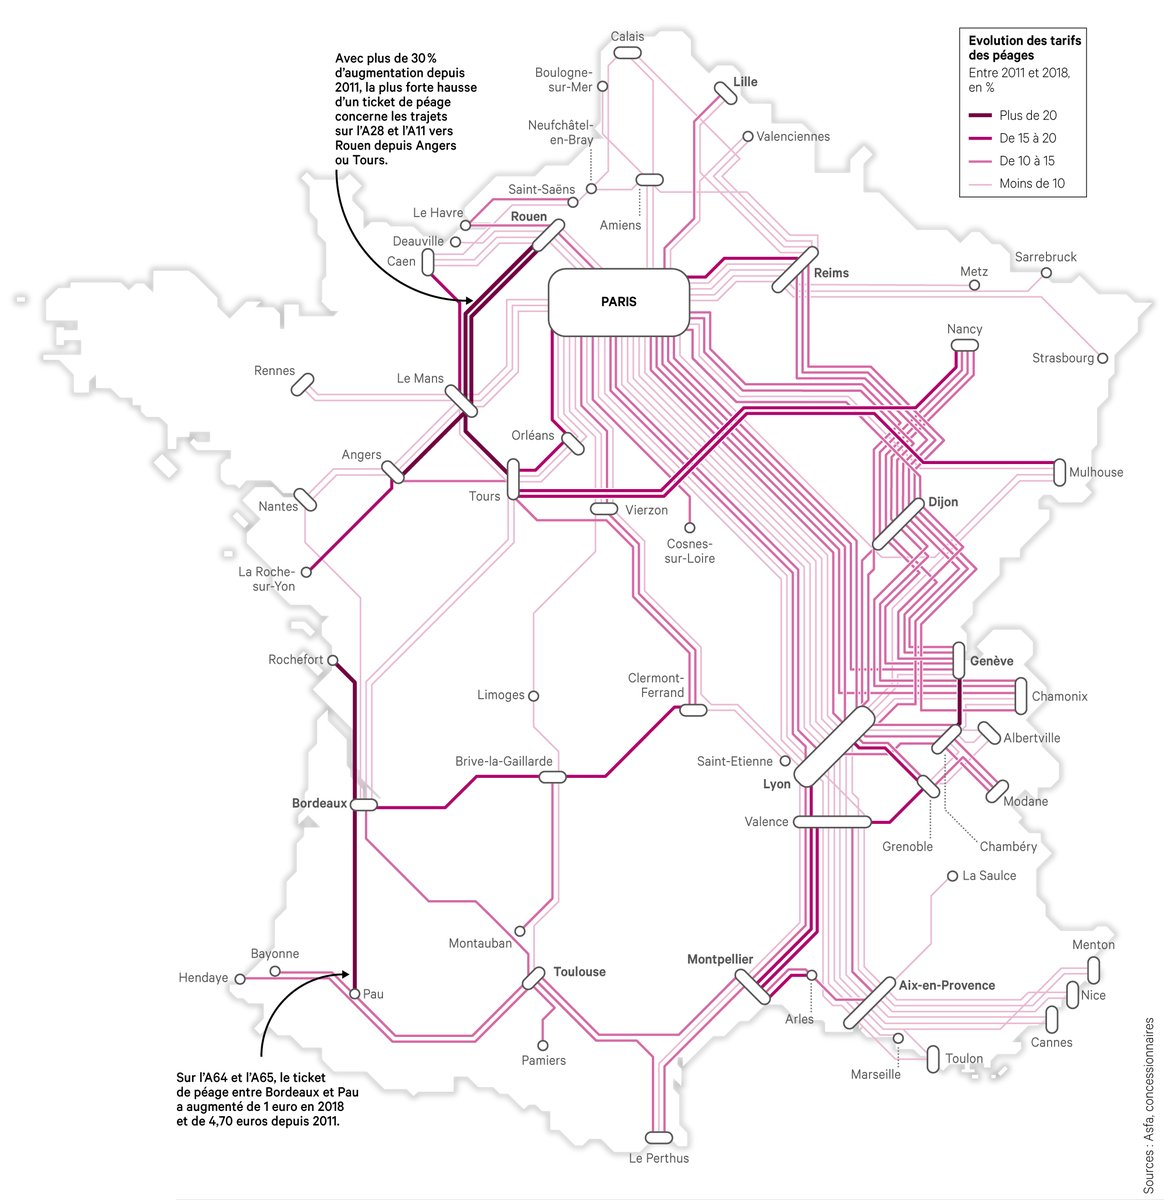 Calais
Boulogne-
sur-Mer
Lille
Neufchâtel-
en-Bray
Valenciennes
Avec plus de 30 %
d’augmentation depuis
2011, la plus forte hausse
d’un ticket de péage
concerne les trajets
sur l’A28 et l’A11 vers
Rouen depuis Angers
ou Tours.
Evolution des tarifs
des péages
Entre 2011 et 2018,
en %
Plus de 20
De 15 à 20
De 10 à 15
Moins de 10
Saint-Saëns
Le Havre
Rouen
Amiens
Deauville
Caen
Reims
Sarrebruck
Metz
PARIS
Nancy
Strasbourg
Rennes
Le Mans
Orléans
Angers
Mulhouse
Tours
Nantes
Vierzon
Dijon
Cosnes-
sur-Loire
La Roche-
sur-Yon
Rochefort
Genève
Clermont-
Ferrand
Limoges
Chamonix
Albertville
Saint-Etienne
Brive-la-Gaillarde
Lyon
Bordeaux
Modane
Valence
Grenoble
Chambéry
La Saulce
Montauban
Menton
Bayonne
Hendaye
Toulouse
Montpellier
Pau
Aix-en-Provence
Nice
Arles
Cannes
Pamiers
Marseille
Toulon
Sur l’A64 et l’A65, le ticket
de péage entre Bordeaux et Pau
a augmenté de 1 euro en 2018
et de 4,70 euros depuis 2011.
Le Perthus
Sources : Asfa, concessionnaires